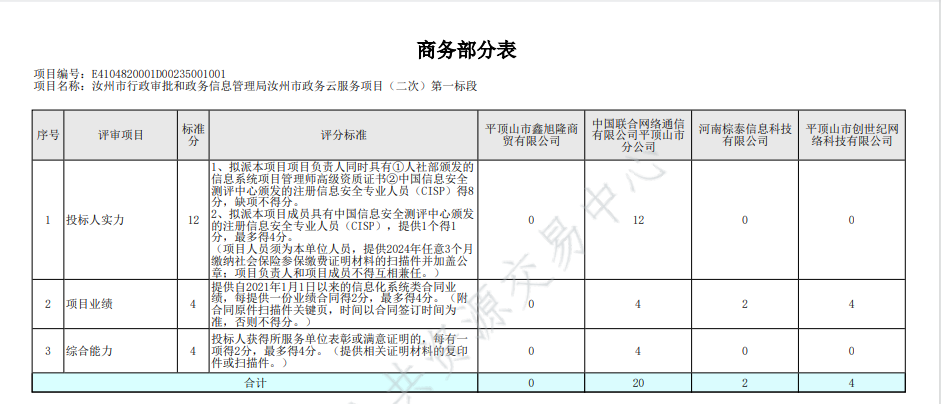 商务部分表
项目编号：E4104820001D00235001001
项目名称：汝州市行政审批和政务信息管理局汝州市政务云服务项目（二次）第一标段
序号 评审项目 标准分 评分标准 平顶山市鑫旭隆商贸有限公司 中国联合网络通信有限公司平顶山市分公司 河南棕泰信息科技有限公司 平顶山市创世纪网络科技有限公司
1 投标人实力 12
1、拟派本项目项目负责人同时具有①人社部颁发的
信息系统项目管理师高级资质证书②中国信息安全
测评中心颁发的注册信息安全专业人员（CISP）得8
分，缺项不得分。
2、拟派本项目成员具有中国信息安全测评中心颁发
的注册信息安全专业人员（CISP），提供1个得1
分，最多得4分。
（项目人员须为本单位人员，提供2024年任意3个月
缴纳社会保险参保缴费证明材料的扫描件并加盖公
章；项目负责人和项目成员不得互相兼任。）
0 12 0 0
2 项目业绩 4
提供自2021年1月1日以来的信息化系统类合同业
绩，每提供一份业绩合同得2分，最多得4分。（附
合同原件扫描件关键页，时间以合同签订时间为
准，否则不得分。）
0 4 2 4
3 综合能力 4
投标人获得所服务单位表彰或满意证明的，每有一
项得2分，最多得4分。（提供相关证明材料的复印
件或扫描件。）
0 4 0 0
合计 0 20 2 4
共资源交易中心